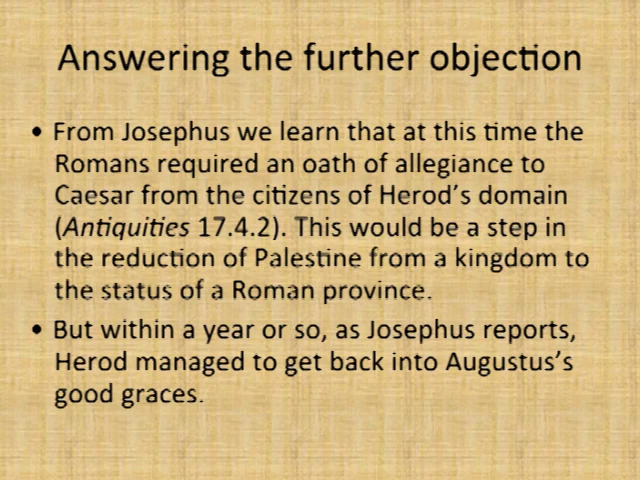 Answering the further objection
• From Josephus we learn that at this time the
Romans required an oath of allegiance to
Caesar from the citizens of Herod’s domain
(Antiquities 17.4.2). This would be a step in
the reduction of Palestine from a kingdom to
the status of a Roman province.
• But within a year or so, as Josephus reports,
Herod managed to get back into Augustus’s
good graces.